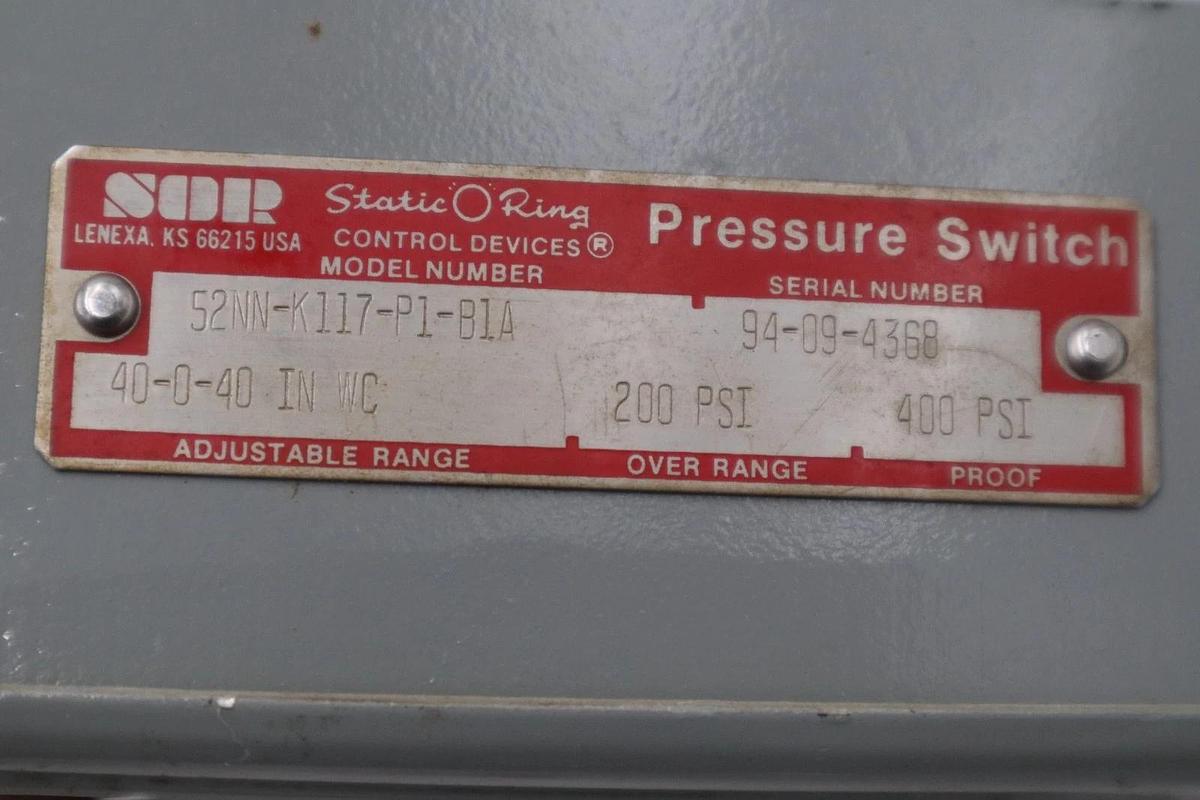 SOR Static O Ring Pressure Switch
LENEXA, KS 66215 USA CONTROL DEVICES®
MODEL NUMBER SERIAL NUMBER
52NN-K117-P1-B1A 94-09-4368
40-0-40 IN WC 200 PSI 400 PSI
ADJUSTABLE RANGE OVER RANGE PROOF